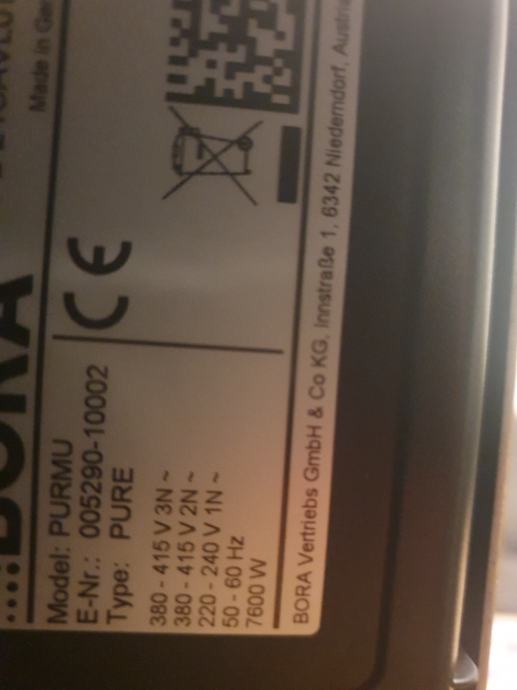 BORA
Made in Ger
Model: PURMU
E-Nr.: 005290-10002
Type: PURE
CE
380 - 415 V 3N ~
380 - 415 V 2N ~
220 - 240 V 1N ~
50 - 60 Hz
7600 W
BORA Vertriebs GmbH & Co KG, Innstraße 1, 6342 Niederndorf, Austria